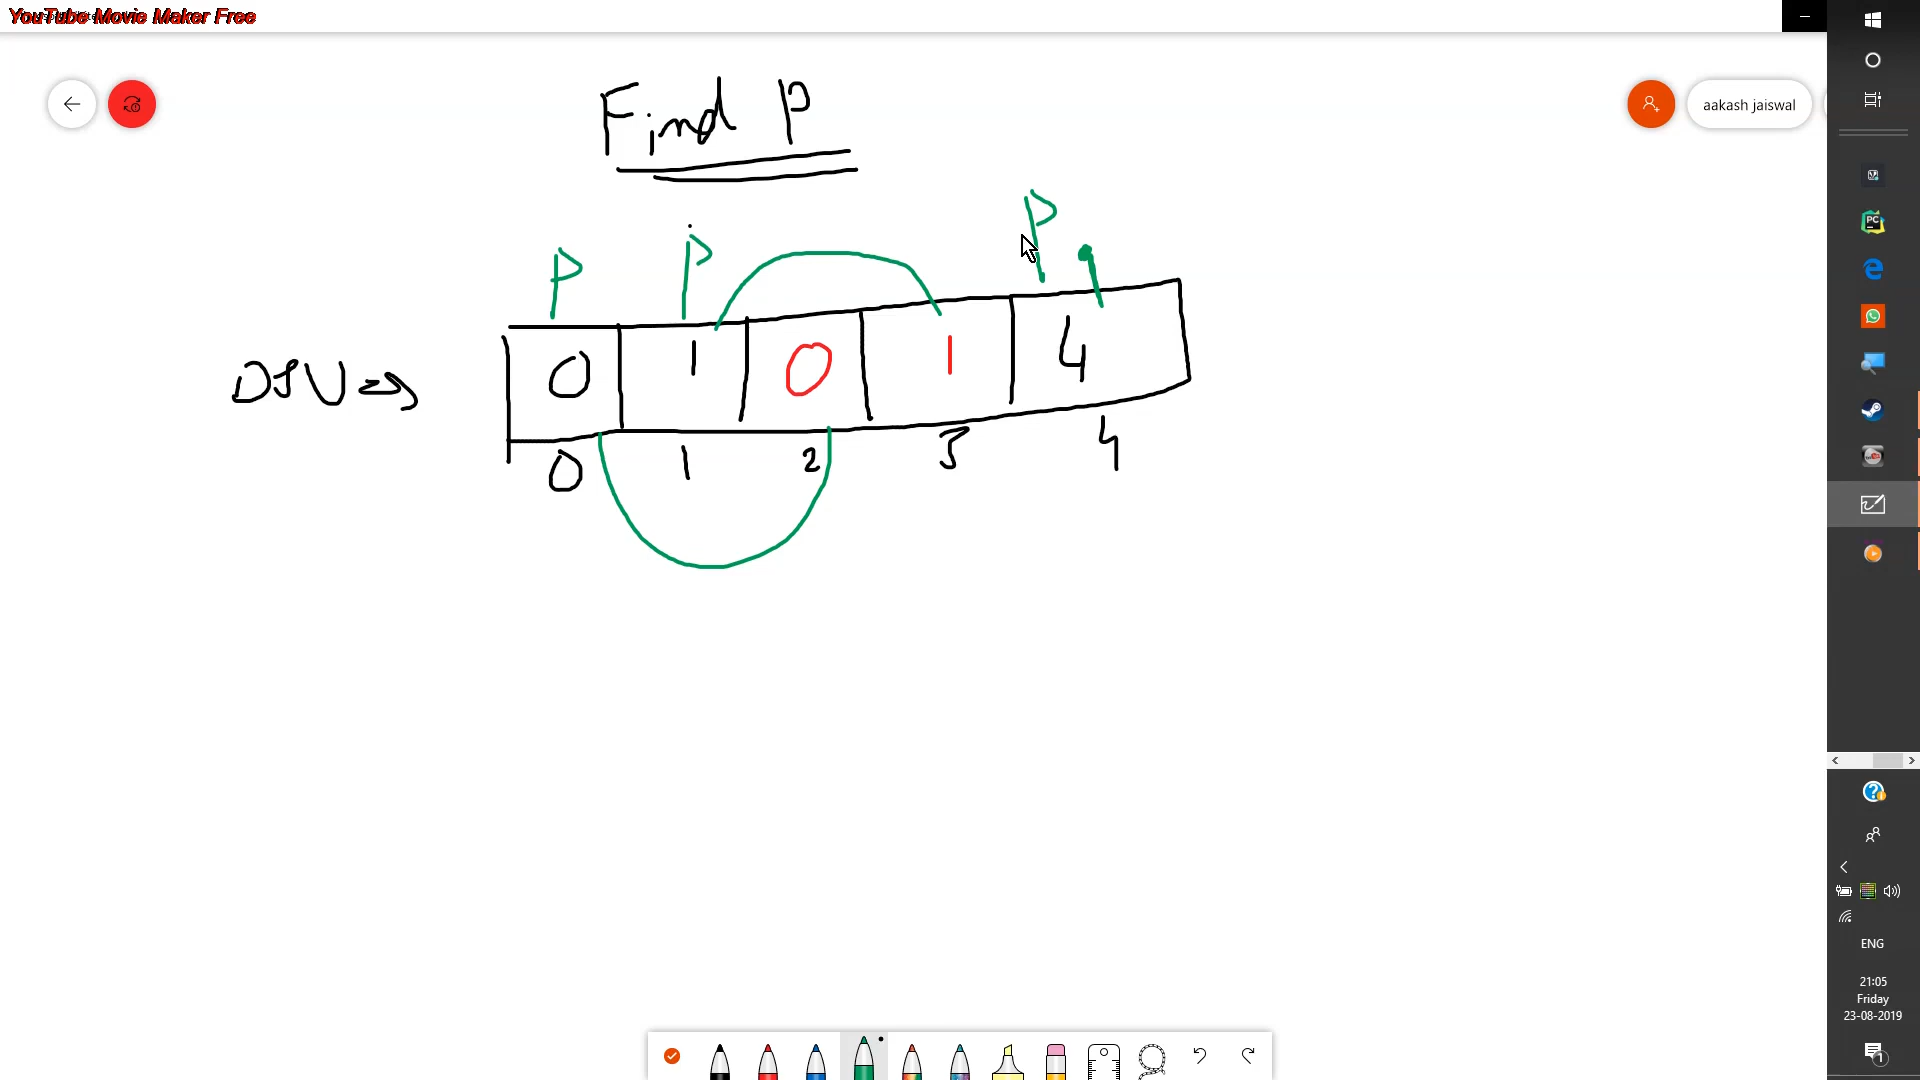 YouTube Movie Maker Free
Find P
aakash jaiswal
P P P
DSU ⇒ 0 1 0 1 4
0 1 2 3 4
ENG
21:05
Friday
23-08-2019
1